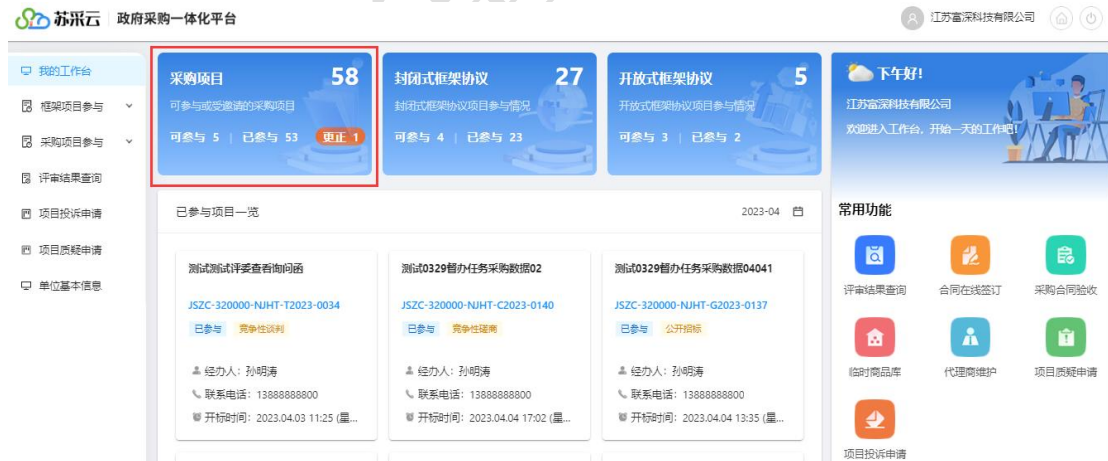 苏采云 政府采购一体化平台
江苏富深科技有限公司
我的工作台
框架项目参与
采购项目参与
评审结果查询
项目投诉申请
项目质疑申请
单位基本信息
采购项目 58
可参与或受邀请的采购项目
可参与 5 | 已参与 53 更正 1
封闭式框架协议 27
封闭式框架协议项目参与情况
可参与 4 | 已参与 23
开放式框架协议 5
开放式框架协议项目参与情况
可参与 3 | 已参与 2
下午好!
江苏富深科技有限公司
欢迎进入工作台，开始一天的工作吧!
已参与项目一览 2023-04
测试测试评委查看询问函
JSZC-320000-NJHT-T2023-0034
已参与 竞争性谈判
经办人：孙明涛
联系电话：13888888800
开标时间：2023.04.03 11:25 (星...
测试0329督办任务采购数据02
JSZC-320000-NJHT-C2023-0140
已参与 竞争性磋商
经办人：孙明涛
联系电话：13888888800
开标时间：2023.04.04 17:02 (星...
测试0329督办任务采购数据04041
JSZC-320000-NJHT-G2023-0137
已参与 公开招标
经办人：孙明涛
联系电话：13888888800
开标时间：2023.04.04 13:35 (星...
常用功能
评审结果查询
合同在线签订
采购合同验收
临时商品库
代理商维护
项目质疑申请
项目投诉申请